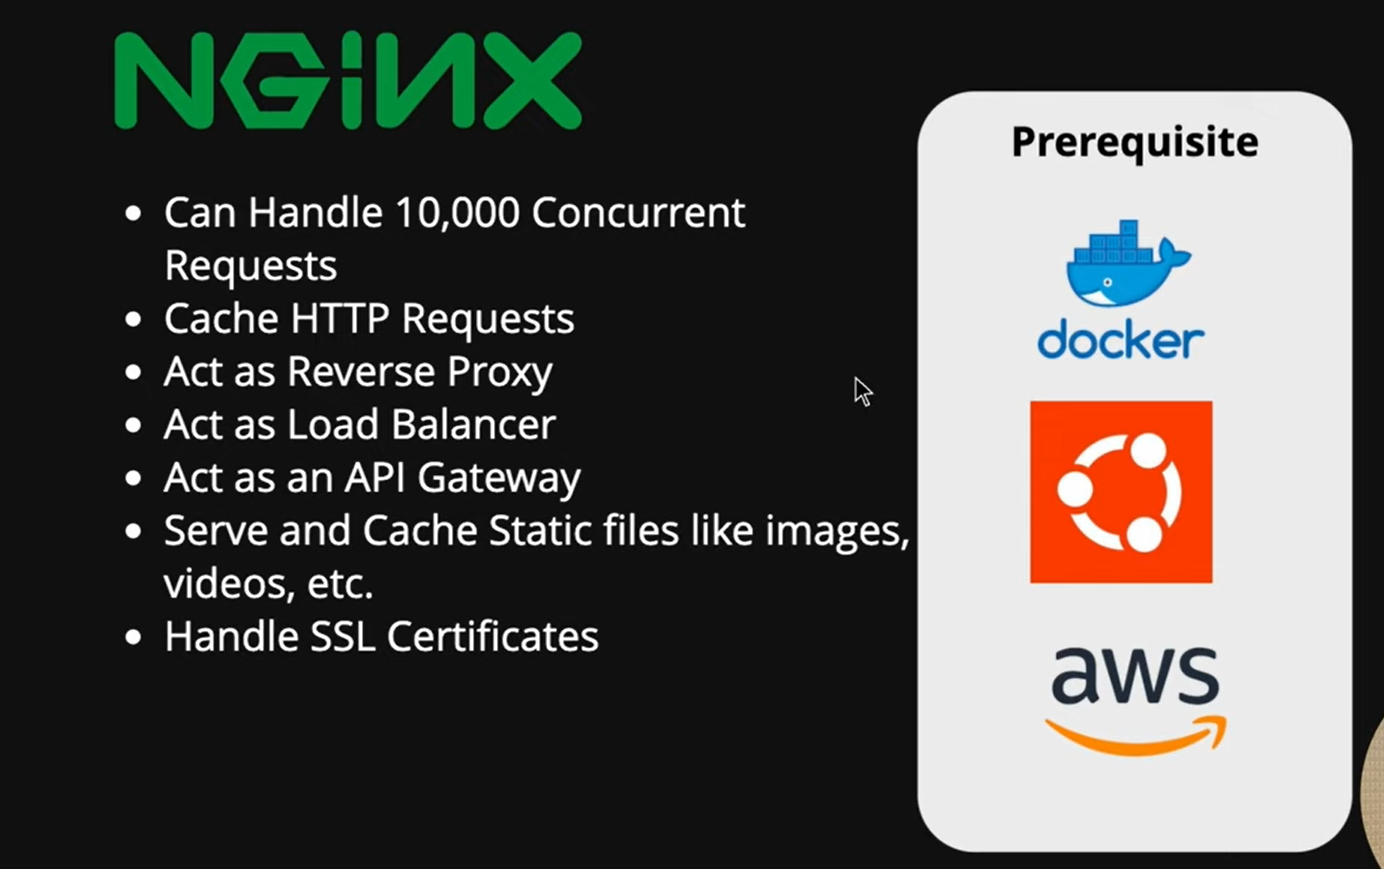 NGINX
• Can Handle 10,000 Concurrent
Requests
• Cache HTTP Requests
• Act as Reverse Proxy
• Act as Load Balancer
• Act as an API Gateway
• Serve and Cache Static files like images,
videos, etc.
• Handle SSL Certificates
Prerequisite
docker
aws